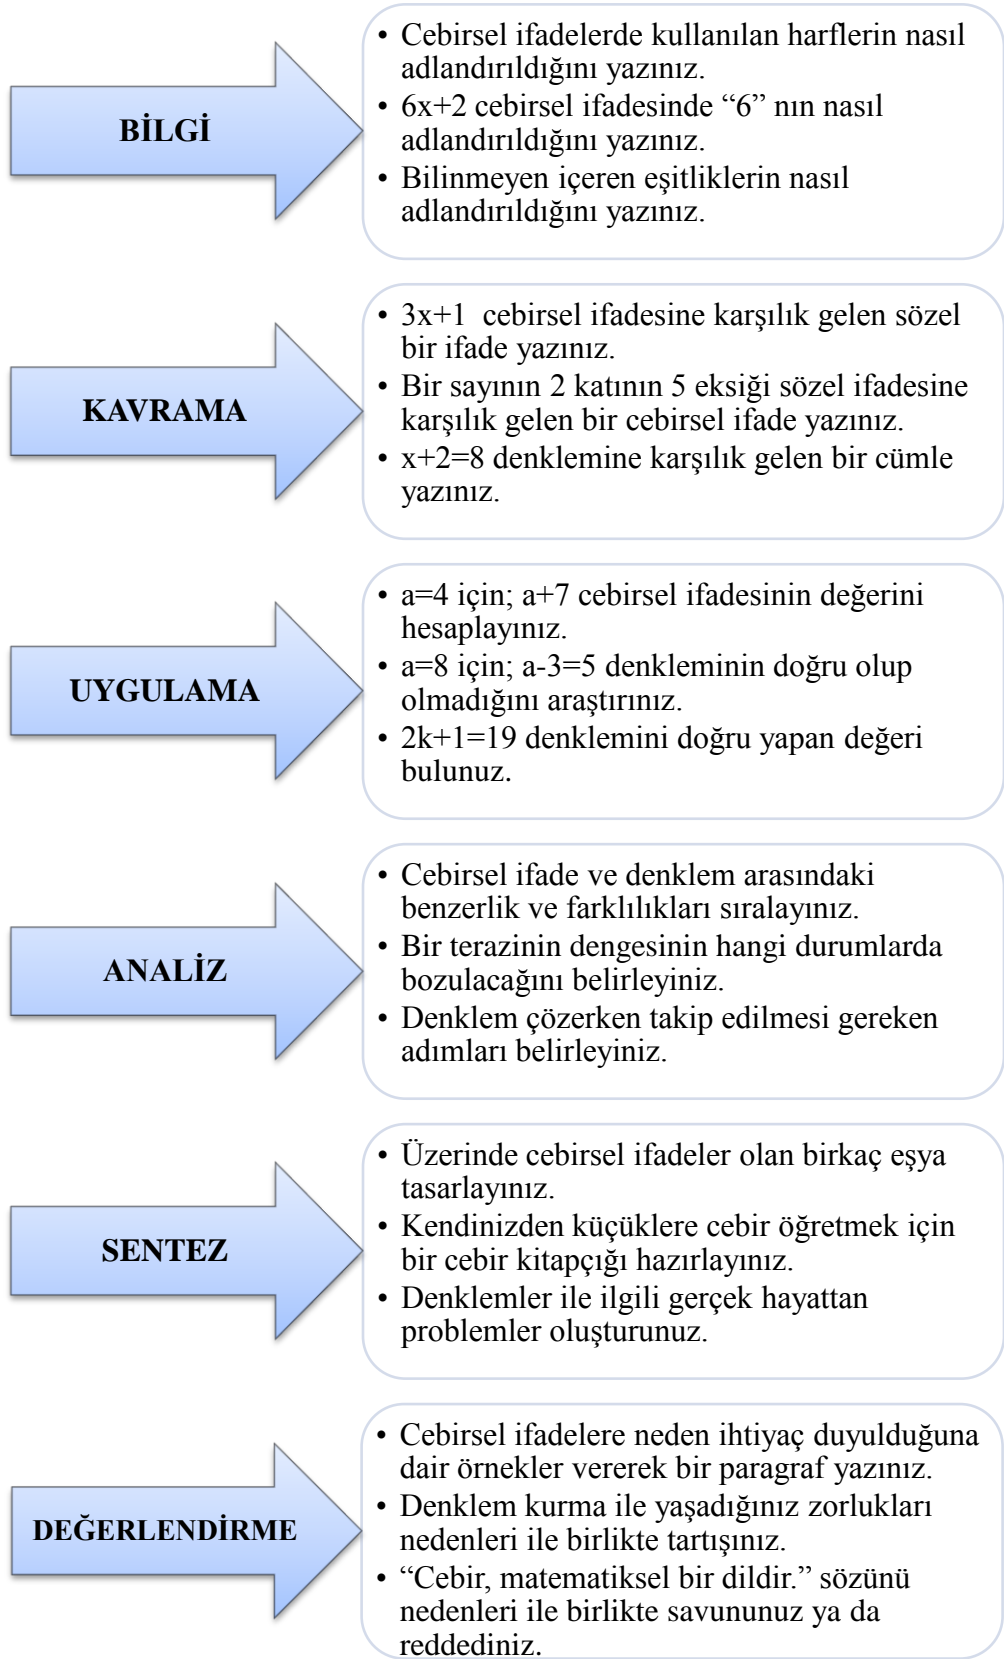 BİLGİ
• Cebirsel ifadelerde kullanılan harflerin nasıl
adlandırıldığını yazınız.
• 6x+2 cebirsel ifadesinde “6” nın nasıl
adlandırıldığını yazınız.
• Bilinmeyen içeren eşitliklerin nasıl
adlandırıldığını yazınız.
KAVRAMA
• 3x+1 cebirsel ifadesine karşılık gelen sözel
bir ifade yazınız.
• Bir sayının 2 katının 5 eksiği sözel ifadesine
karşılık gelen bir cebirsel ifade yazınız.
• x+2=8 denklemine karşılık gelen bir cümle
yazınız.
UYGULAMA
• a=4 için; a+7 cebirsel ifadesinin değerini
hesaplayınız.
• a=8 için; a-3=5 denkleminin doğru olup
olmadığını araştırınız.
• 2k+1=19 denklemini doğru yapan değeri
bulunuz.
ANALİZ
• Cebirsel ifade ve denklem arasındaki
benzerlik ve farklılıkları sıralayınız.
• Bir terazinin dengesinin hangi durumlarda
bozulacağını belirleyiniz.
• Denklem çözerken takip edilmesi gereken
adımları belirleyiniz.
SENTEZ
• Üzerinde cebirsel ifadeler olan birkaç eşya
tasarlayınız.
• Kendinizden küçüklere cebir öğretmek için
bir cebir kitapçığı hazırlayınız.
• Denklemler ile ilgili gerçek hayattan
problemler oluşturunuz.
DEĞERLENDİRME
• Cebirsel ifadelere neden ihtiyaç duyulduğuna
dair örnekler vererek bir paragraf yazınız.
• Denklem kurma ile yaşadığınız zorlukları
nedenleri ile birlikte tartışınız.
• “Cebir, matematiksel bir dildir.” sözünü
nedenleri ile birlikte savununuz ya da
reddediniz.